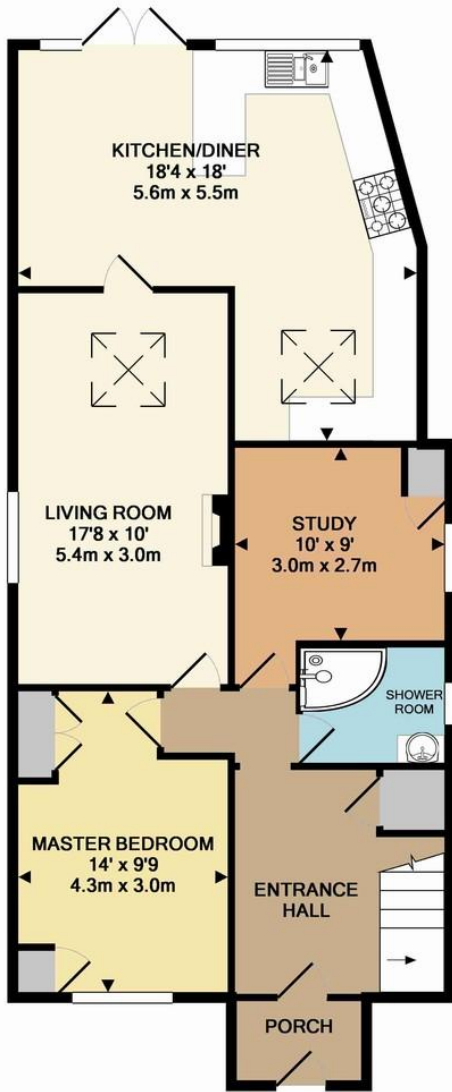 KITCHEN/DINER
18'4 x 18'
5.6m x 5.5m
LIVING ROOM
17'8 x 10'
5.4m x 3.0m
STUDY
10' x 9'
3.0m x 2.7m
SHOWER
ROOM
MASTER BEDROOM
14' x 9'9
4.3m x 3.0m
ENTRANCE
HALL
PORCH